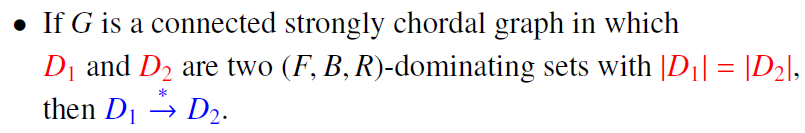 • If G is a connected strongly chordal graph in which
D₁ and D₂ are two (F, B, R)-dominating sets with |D₁| = |D₂|,
then D₁ →* D₂.